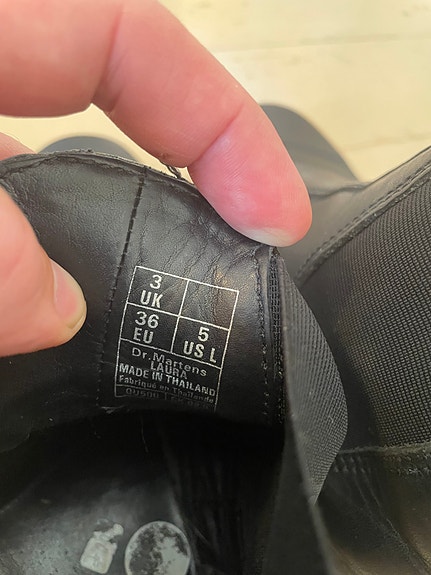 3
UK
36
EU
5
US L
Dr.Martens
LAURA
MADE IN THAILAND
Fabriqué en Thaïlande